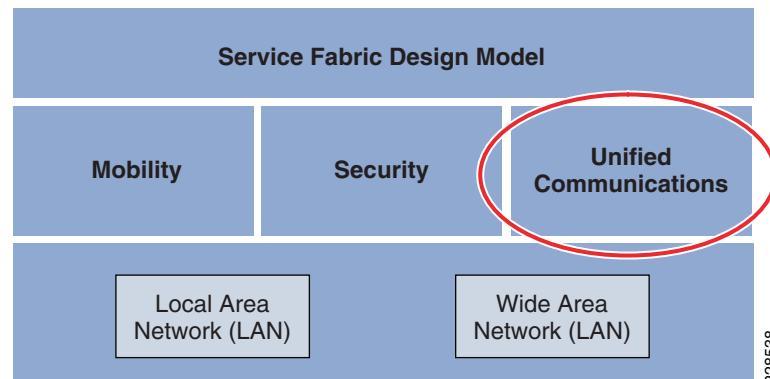 Service Fabric Design Model
Mobility
Security
Unified
Communications
Local Area
Network (LAN)
Wide Area
Network (LAN)